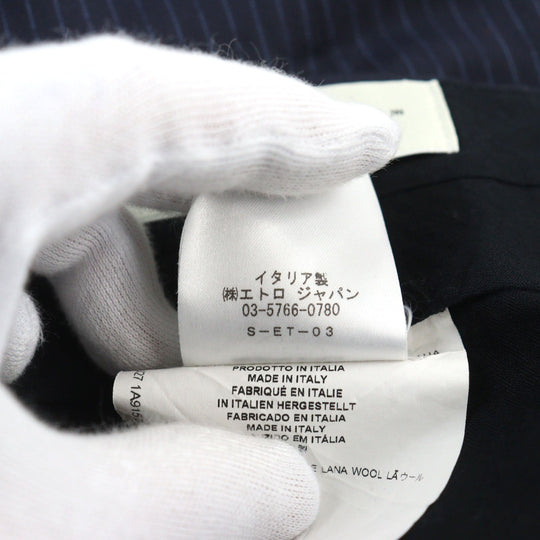 イタリア製
㈱エトロ ジャパン
03-5766-0780
S-ET-03
PRODOTTO IN ITALIA
MADE IN ITALY
FABRIQUÉ EN ITALIE
IN ITALIEN HERGESTELLT
FABRICADO EN ITALIA
MADE IN ITALY
EM ITÁLIA
LANA WOOL LÃ ウール